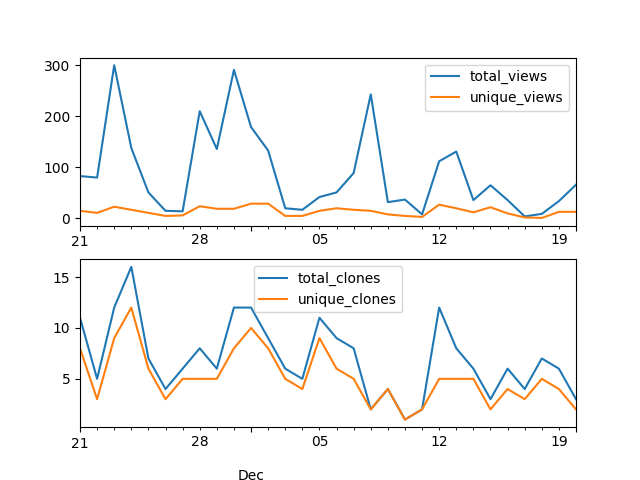 300
200
100
0
total_views
unique_views
21 28 05 12 19
15
10
5
total_clones
unique_clones
21 28 05 12 19
Dec